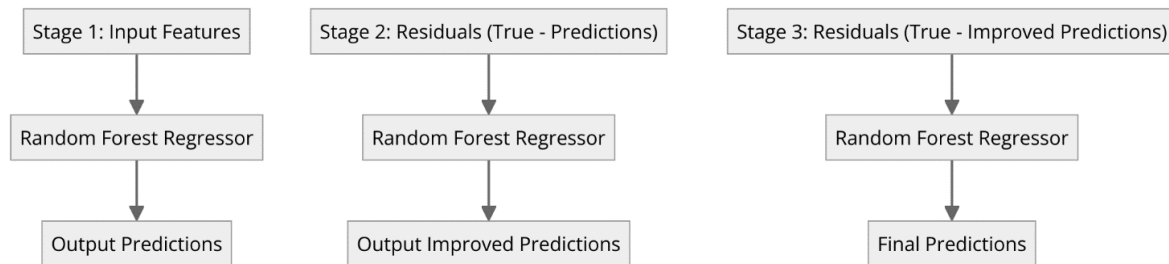 Stage 1: Input Features
Stage 2: Residuals (True - Predictions)
Stage 3: Residuals (True - Improved Predictions)
Random Forest Regressor
Random Forest Regressor
Random Forest Regressor
Output Predictions
Output Improved Predictions
Final Predictions